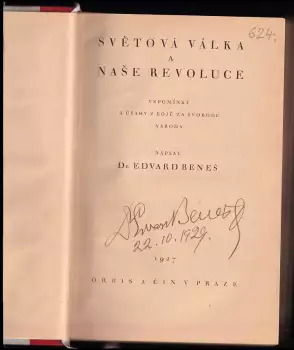 624.
SVĚTOVÁ VÁLKA
A
NAŠE REVOLUCE
VZPOMÍNKY
A ÚVAHY Z BOJŮ ZA SVOBODU
NÁRODA
NAPSAL
Dr EDVARD BENEŠ
Dr Edvard Beneš
22.10.1929.
1927
ORBIS A ČIN V PRAZE